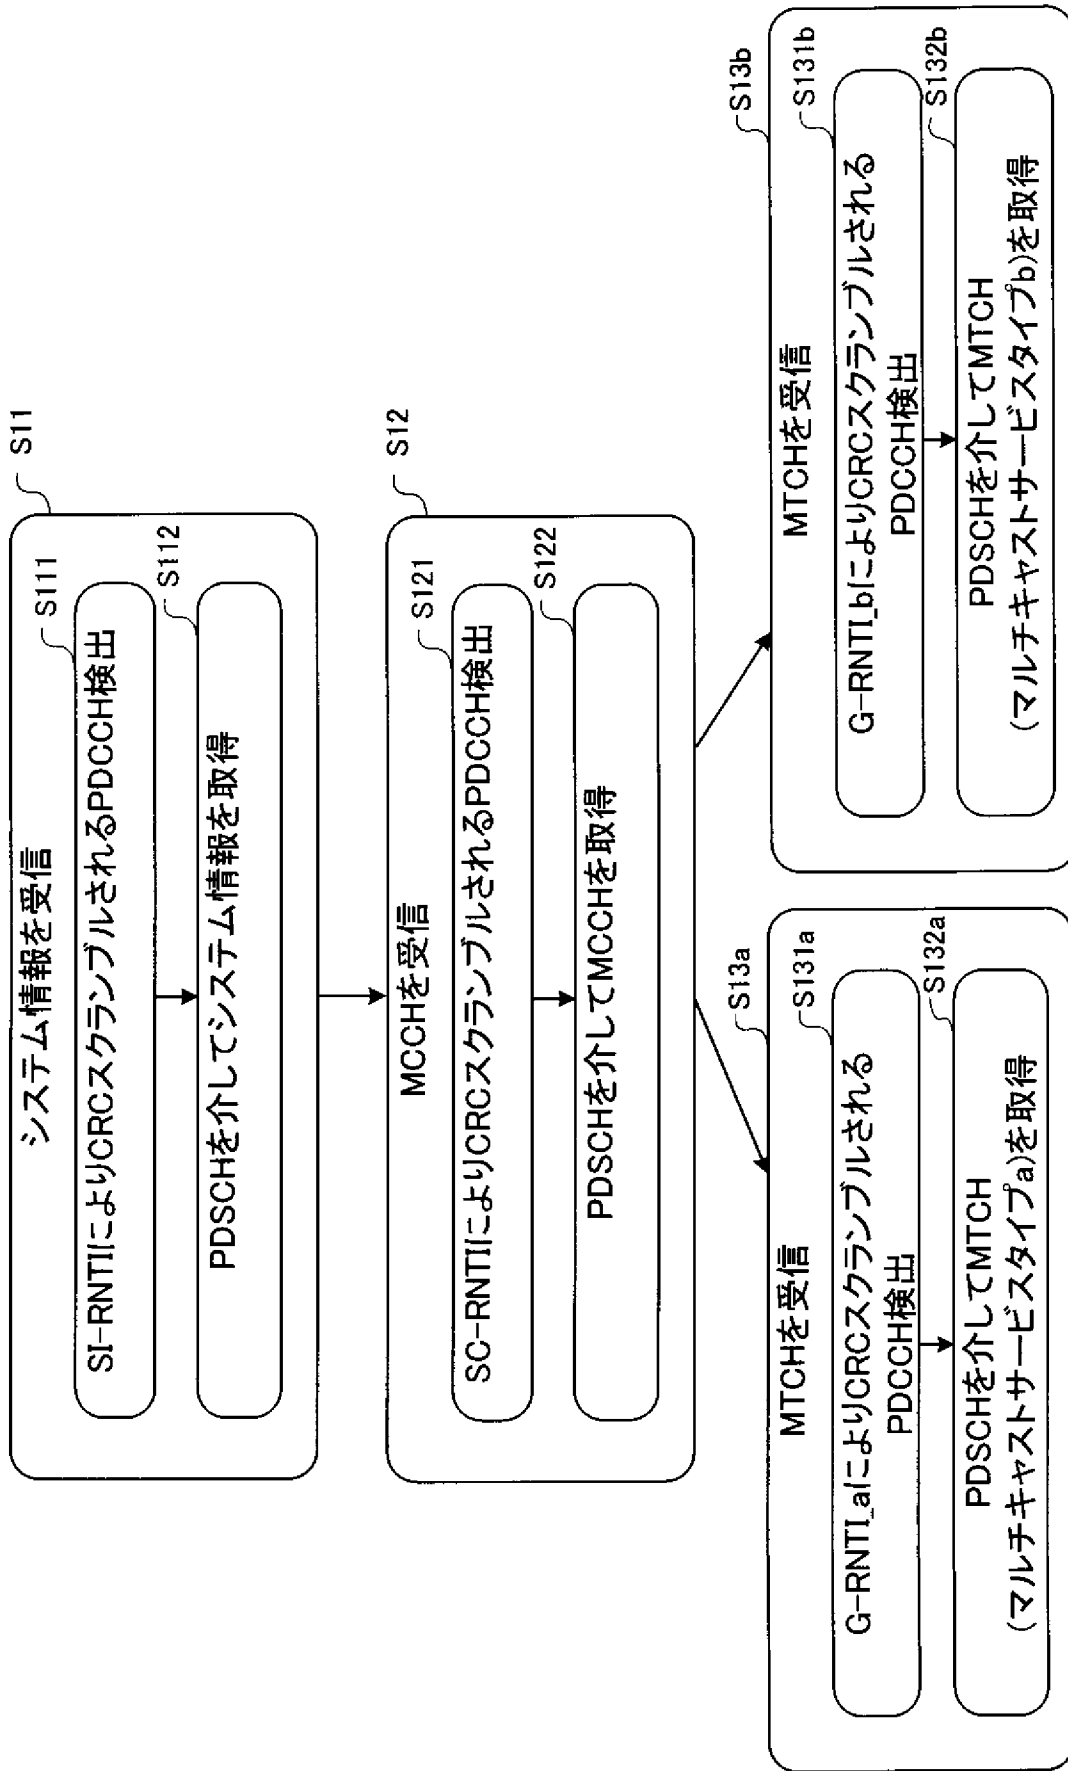 S11
システム情報を受信
S111
SI-RNTIによりCRCスクランブルされるPDCCH検出
S112
PDSCHを介してシステム情報を取得
S12
MCCHを受信
S121
SC-RNTIによりCRCスクランブルされるPDCCH検出
S122
PDSCHを介してMCCHを取得
S13a
MTCHを受信
S131a
G-RNTI_aによりCRCスクランブルされる
PDCCH検出
S132a
PDSCHを介してMTCH
(マルチキャストサービスタイプa)を取得
S13b
MTCHを受信
S131b
G-RNTI_bによりCRCスクランブルされる
PDCCH検出
S132b
PDSCHを介してMTCH
(マルチキャストサービスタイプb)を取得